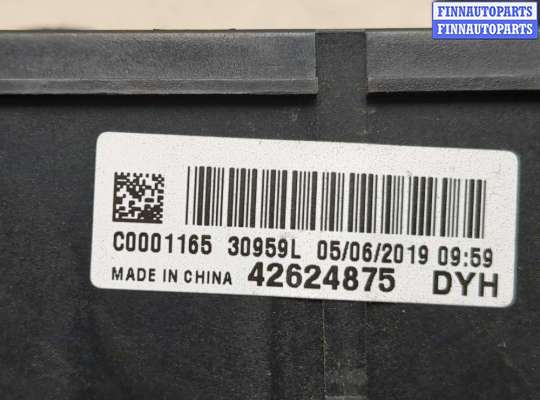 FINNAUTOPARTS
FINNAUTOPARTS
C0001165 30959L 05/06/2019 09:59
MADE IN CHINA 42624875 DYH